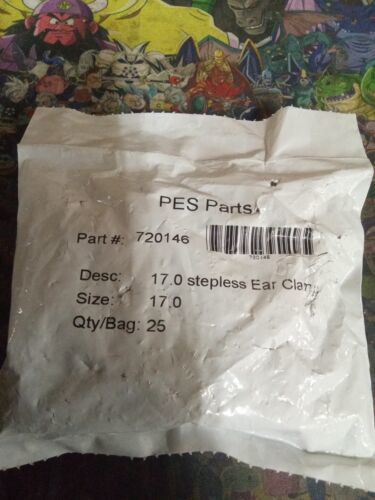 PES Parts
Part #: 720146
720146
Desc: 17.0 stepless Ear Clamp
Size: 17.0
Qty/Bag: 25